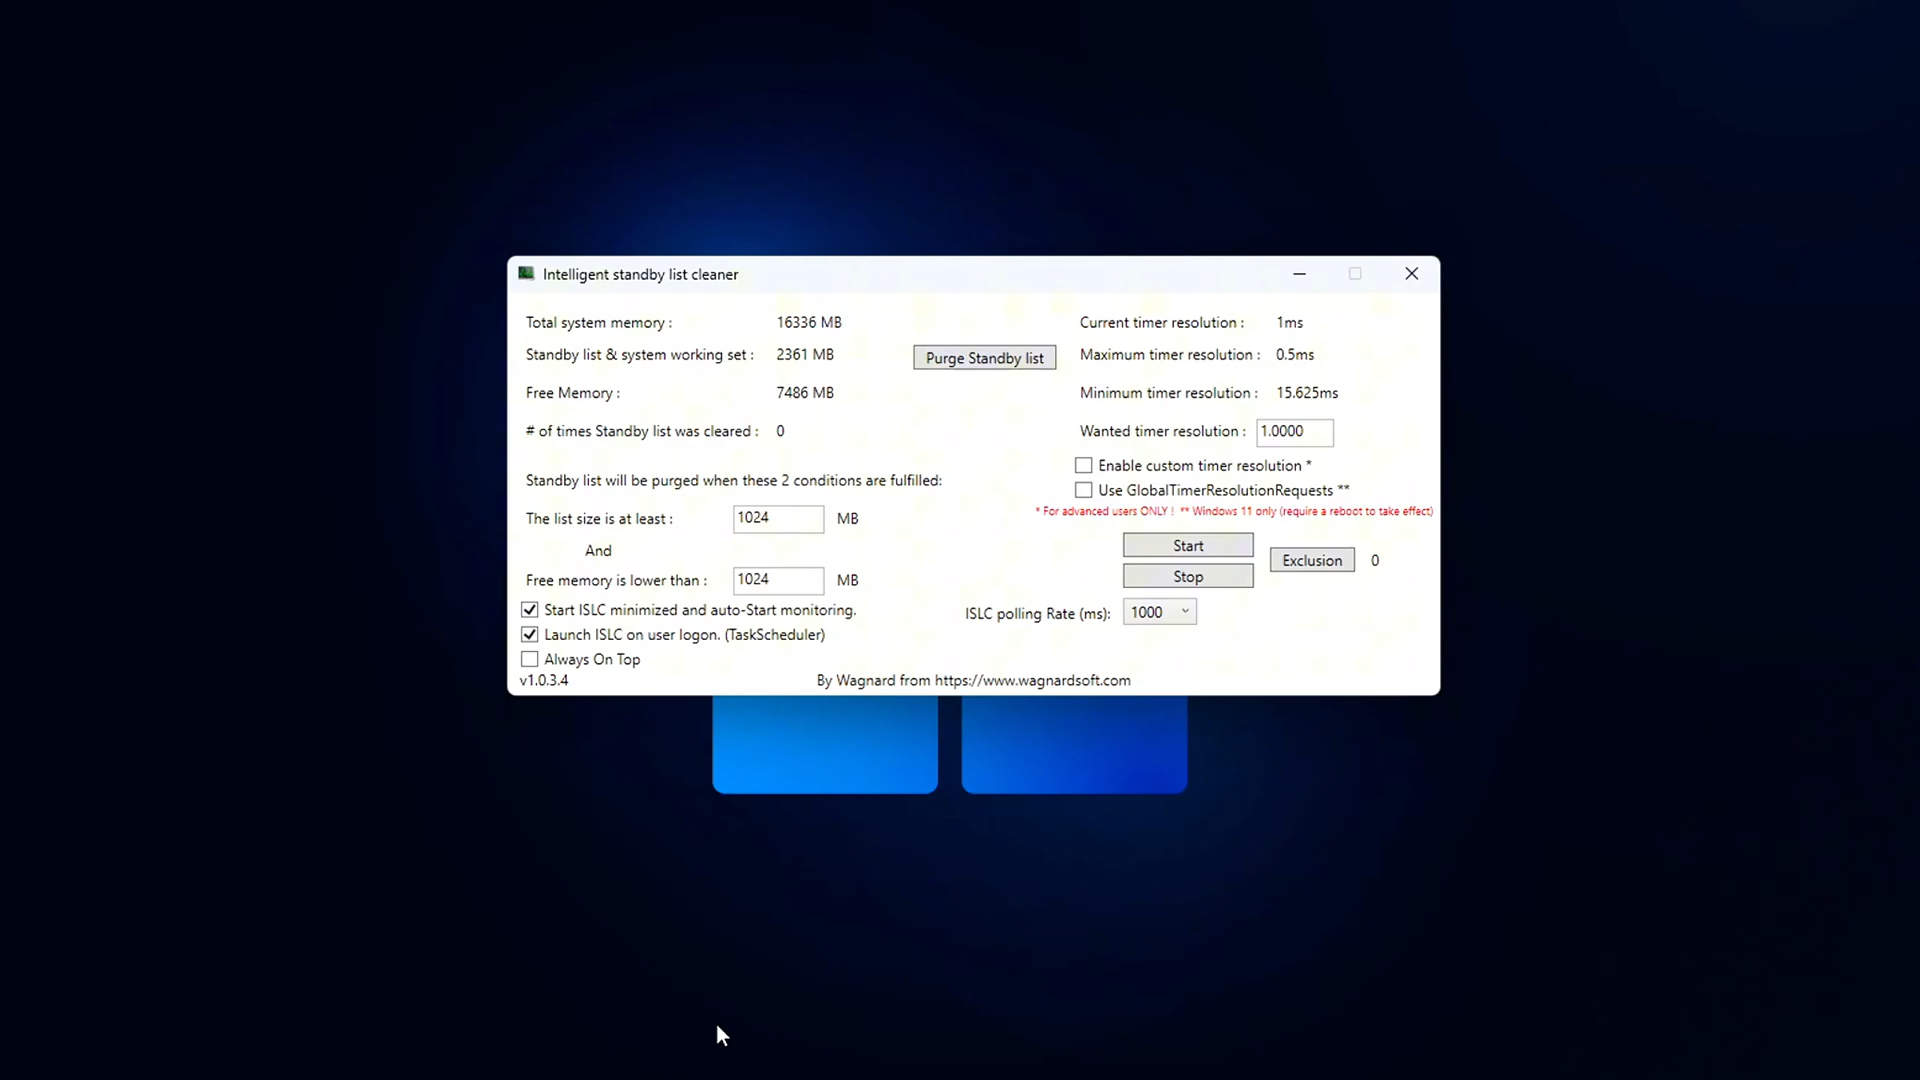 Intelligent standby list cleaner
Total system memory : 16336 MB
Standby list & system working set : 2361 MB
Purge Standby list
Free Memory : 7486 MB
# of times Standby list was cleared : 0
Standby list will be purged when these 2 conditions are fulfilled:
The list size is at least : 1024 MB
And
Free memory is lower than : 1024 MB
Start ISLC minimized and auto-Start monitoring.
Launch ISLC on user logon. (TaskScheduler)
Always On Top
Current timer resolution : 1ms
Maximum timer resolution : 0.5ms
Minimum timer resolution : 15.625ms
Wanted timer resolution : 1.0000
Enable custom timer resolution *
Use GlobalTimerResolutionRequests **
* For advanced users ONLY ! ** Windows 11 only (require a reboot to take effect)
Start
Stop
Exclusion 0
ISLC polling Rate (ms): 1000
v1.0.3.4
By Wagnard from https://www.wagnardsoft.com